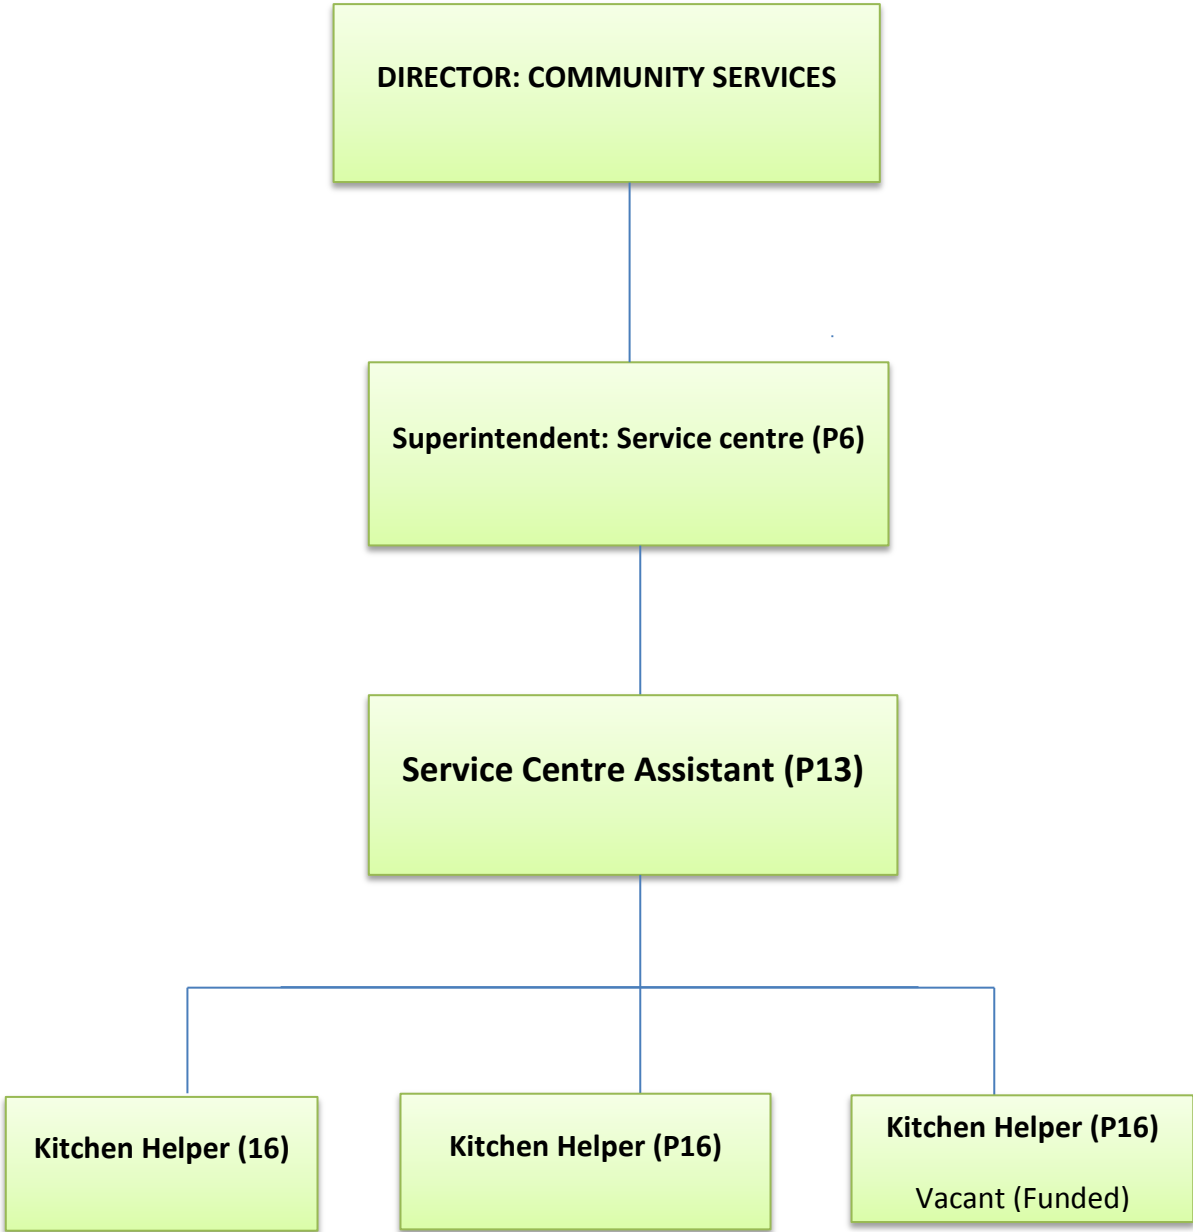 DIRECTOR: COMMUNITY SERVICES
Superintendent: Service centre (P6)
Service Centre Assistant (P13)
Kitchen Helper (16)
Kitchen Helper (P16)
Kitchen Helper (P16)
Vacant (Funded)